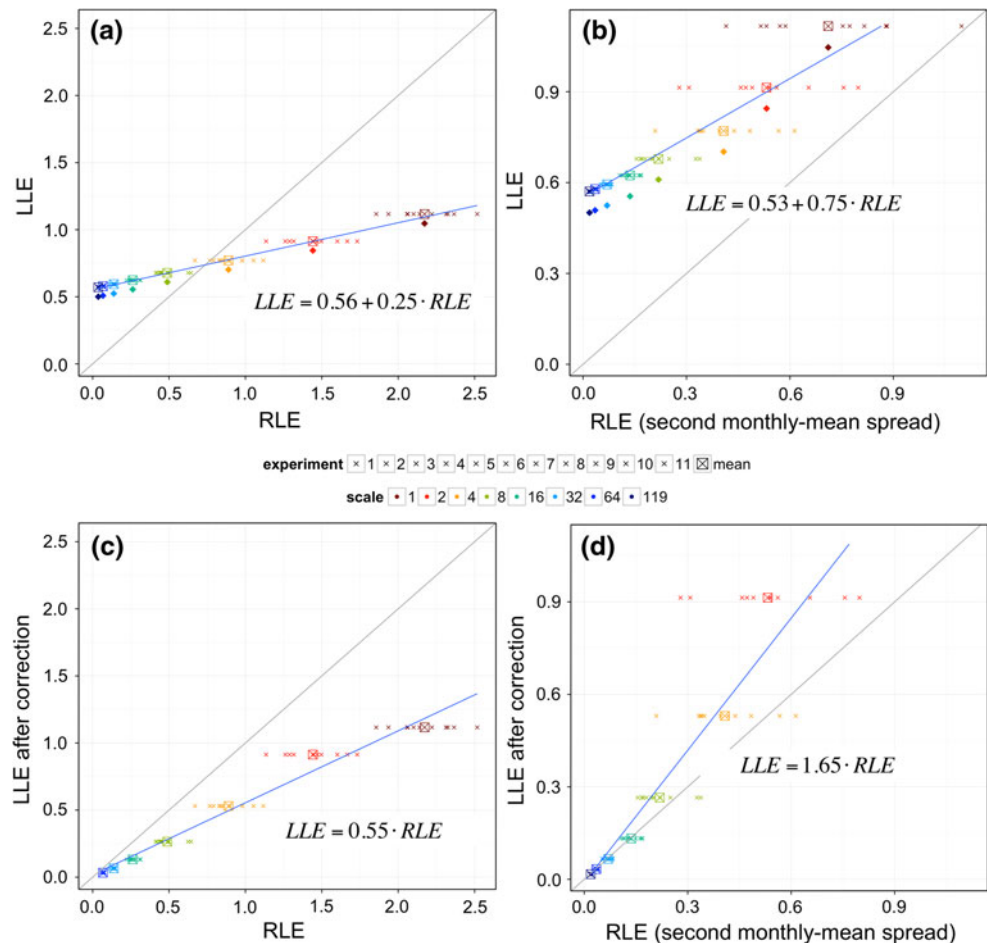 (a)
2.5
2.0
1.5
1.0
0.5
0.0
LLE
LLE = 0.56 + 0.25 · RLE
0.0 0.5 1.0 1.5 2.0 2.5
RLE
(b)
0.9
0.6
0.3
0.0
LLE
LLE = 0.53 + 0.75 · RLE
0.0 0.3 0.6 0.9
RLE (second monthly-mean spread)
experiment 1 2 3 4 5 6 7 8 9 10 11 mean
scale 1 2 4 8 16 32 64 119
(c)
2.5
2.0
1.5
1.0
0.5
0.0
LLE after correction
LLE = 0.55 · RLE
0.0 0.5 1.0 1.5 2.0 2.5
RLE
(d)
0.9
0.6
0.3
0.0
LLE after correction
LLE = 1.65 · RLE
0.0 0.3 0.6 0.9
RLE (second monthly-mean spread)